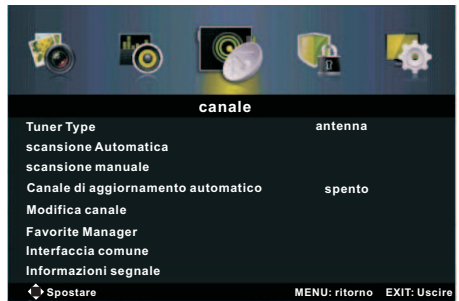 canale
Tuner Type antenna
scansione Automatica
scansione manuale
Canale di aggiornamento automatico spento
Modifica canale
Favorite Manager
Interfaccia comune
Informazioni segnale
Spostare MENU: ritorno EXIT: Uscire